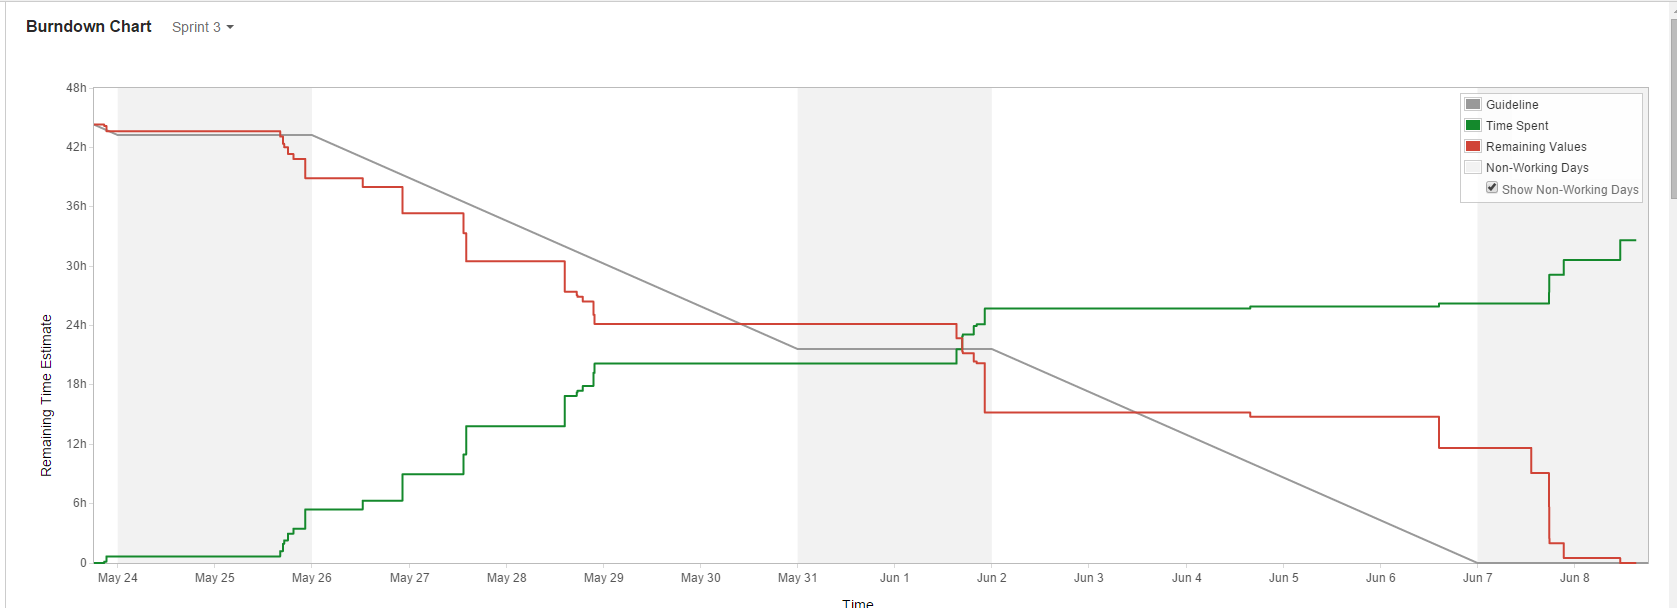 Burndown Chart Sprint 3
48h
42h
36h
30h
24h
18h
12h
6h
0
Remaining Time Estimate
Guideline
Time Spent
Remaining Values
Non-Working Days
Show Non-Working Days
May 24 May 25 May 26 May 27 May 28 May 29 May 30 May 31 Jun 1 Jun 2 Jun 3 Jun 4 Jun 5 Jun 6 Jun 7 Jun 8
Time